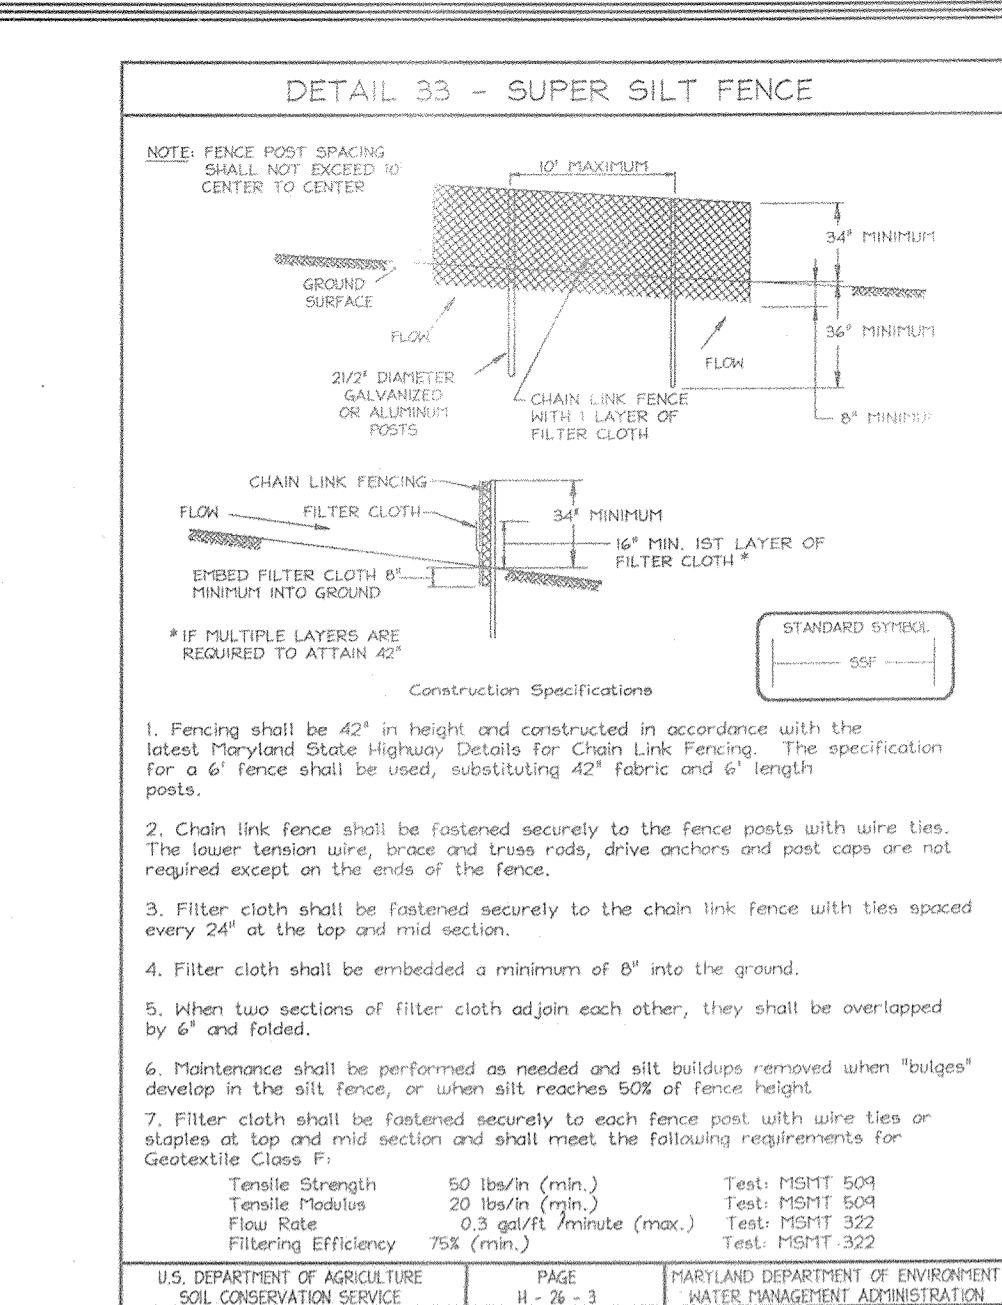 DETAIL 33 - SUPER SILT FENCE
NOTE: FENCE POST SPACING
SHALL NOT EXCEED 10'
CENTER TO CENTER
10' MAXIMUM
34" MINIMUM
GROUND
SURFACE
FLOW
36" MINIMUM
FLOW
21/2" DIAMETER
GALVANIZED
OR ALUMINUM
POSTS
CHAIN LINK FENCE
WITH 1 LAYER OF
FILTER CLOTH
8" MINIMUM
CHAIN LINK FENCING
FLOW
FILTER CLOTH
34" MINIMUM
16" MIN. 1ST LAYER OF
FILTER CLOTH *
EMBED FILTER CLOTH 8"
MINIMUM INTO GROUND
* IF MULTIPLE LAYERS ARE
REQUIRED TO ATTAIN 42"
STANDARD SYMBOL
SSF
Construction Specifications
1. Fencing shall be 42" in height and constructed in accordance with the
latest Maryland State Highway Details for Chain Link Fencing. The specification
for a 6' fence shall be used, substituting 42" fabric and 6' length
posts.
2. Chain link fence shall be fastened securely to the fence posts with wire ties.
The lower tension wire, brace and truss rods, drive anchors and post caps are not
required except on the ends of the fence.
3. Filter cloth shall be fastened securely to the chain link fence with ties spaced
every 24" at the top and mid section.
4. Filter cloth shall be embedded a minimum of 8" into the ground.
5. When two sections of filter cloth adjoin each other, they shall be overlapped
by 6" and folded.
6. Maintenance shall be performed as needed and silt buildups removed when "bulges"
develop in the silt fence, or when silt reaches 50% of fence height
7. Filter cloth shall be fastened securely to each fence post with wire ties or
staples at top and mid section and shall meet the following requirements for
Geotextile Class F:
Tensile Strength 50 lbs/in (min.) Test: MSMT 509
Tensile Modulus 20 lbs/in (min.) Test: MSMT 509
Flow Rate 0.3 gal/ft /minute (max.) Test: MSMT 322
Filtering Efficiency 75% (min.) Test: MSMT 322
U.S. DEPARTMENT OF AGRICULTURE
SOIL CONSERVATION SERVICE
PAGE
H - 26 - 3
MARYLAND DEPARTMENT OF ENVIRONMENT
WATER MANAGEMENT ADMINISTRATION